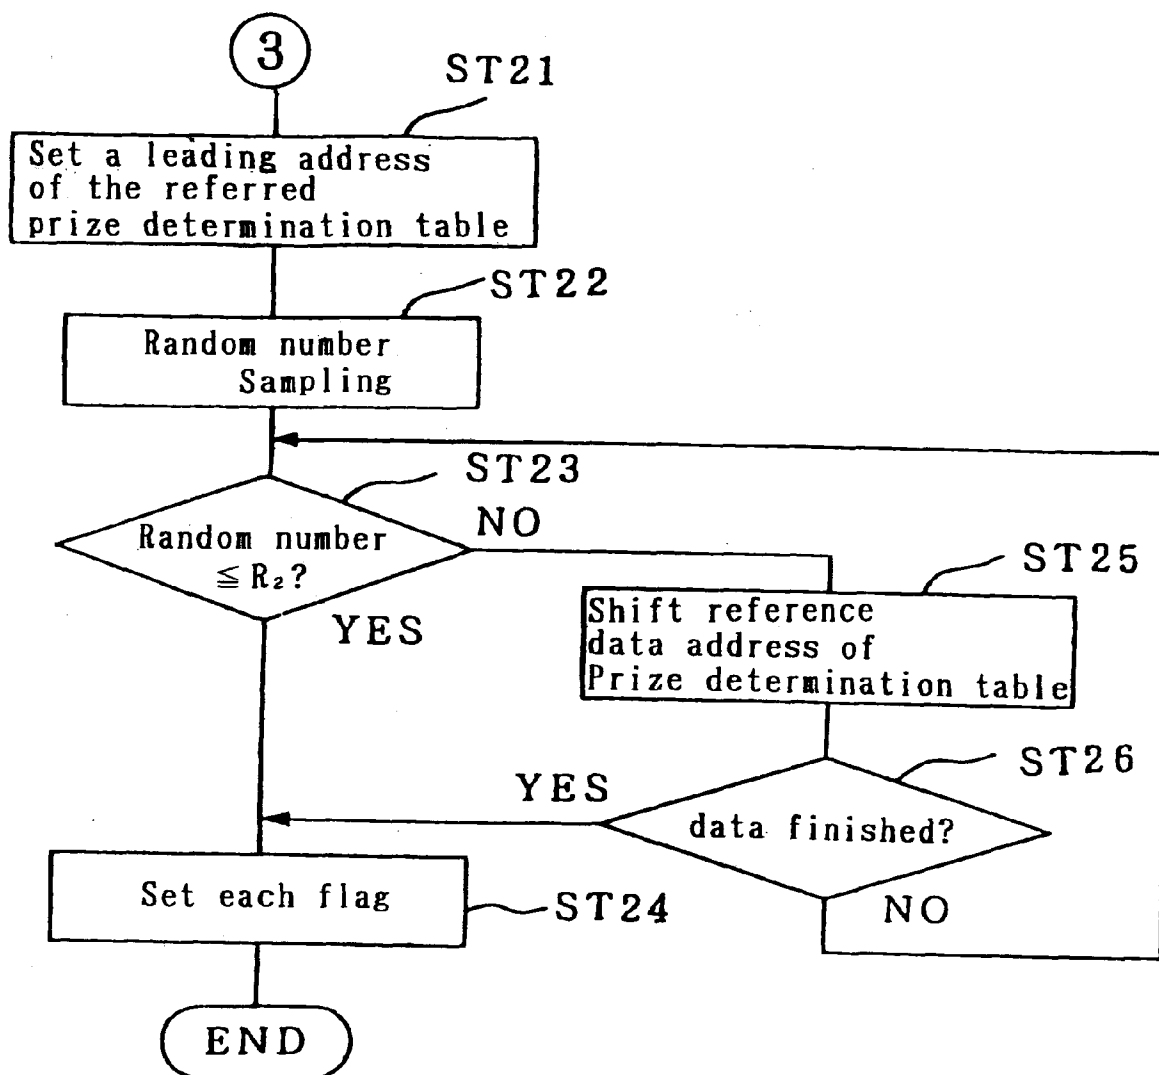 3
ST21
Set a leading address
of the referred
prize determination table
ST22
Random number
Sampling
ST23
Random number
≦ R₂?
NO
YES
ST25
Shift reference
data address of
Prize determination table
ST26
YES
data finished?
NO
Set each flag
ST24
END